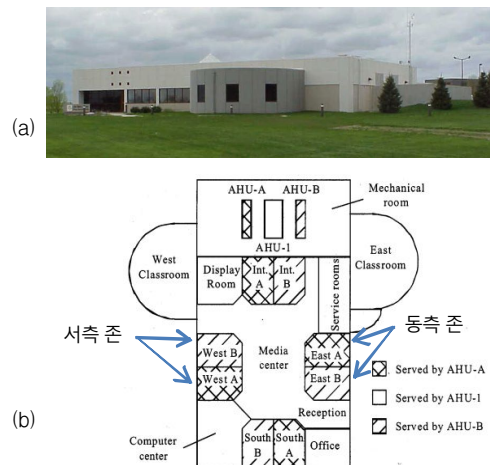 (a)
AHU-A AHU-B
Mechanical
room
AHU-1
West
Classroom
East
Classroom
Display
Room
Int.
A
Int.
B
Service rooms
서측 존
동측 존
West B
Media
center
East A
West A
East B
Served by AHU-A
Served by AHU-1
Served by AHU-B
Reception
(b)
Computer
center
South
B
South
A
Office